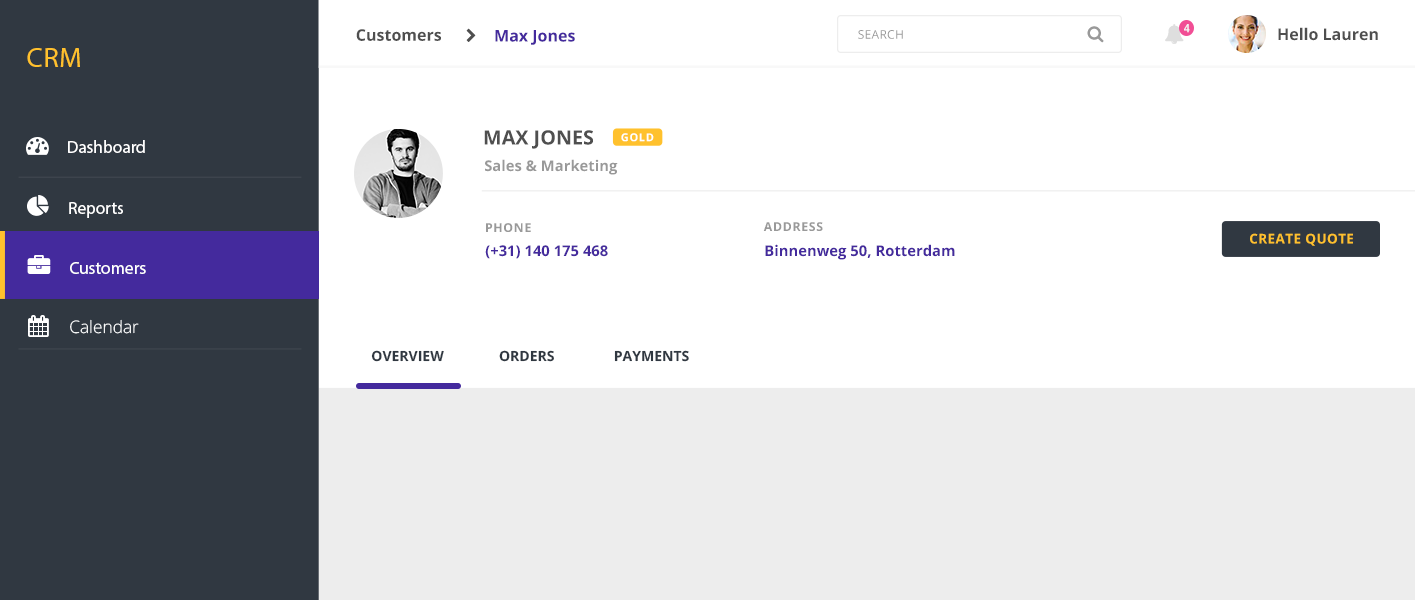 CRM
Dashboard
Reports
Customers
Calendar
Customers Max Jones
SEARCH
4
Hello Lauren
MAX JONES GOLD
Sales & Marketing
PHONE
(+31) 140 175 468
ADDRESS
Binnenweg 50, Rotterdam
CREATE QUOTE
OVERVIEW ORDERS PAYMENTS